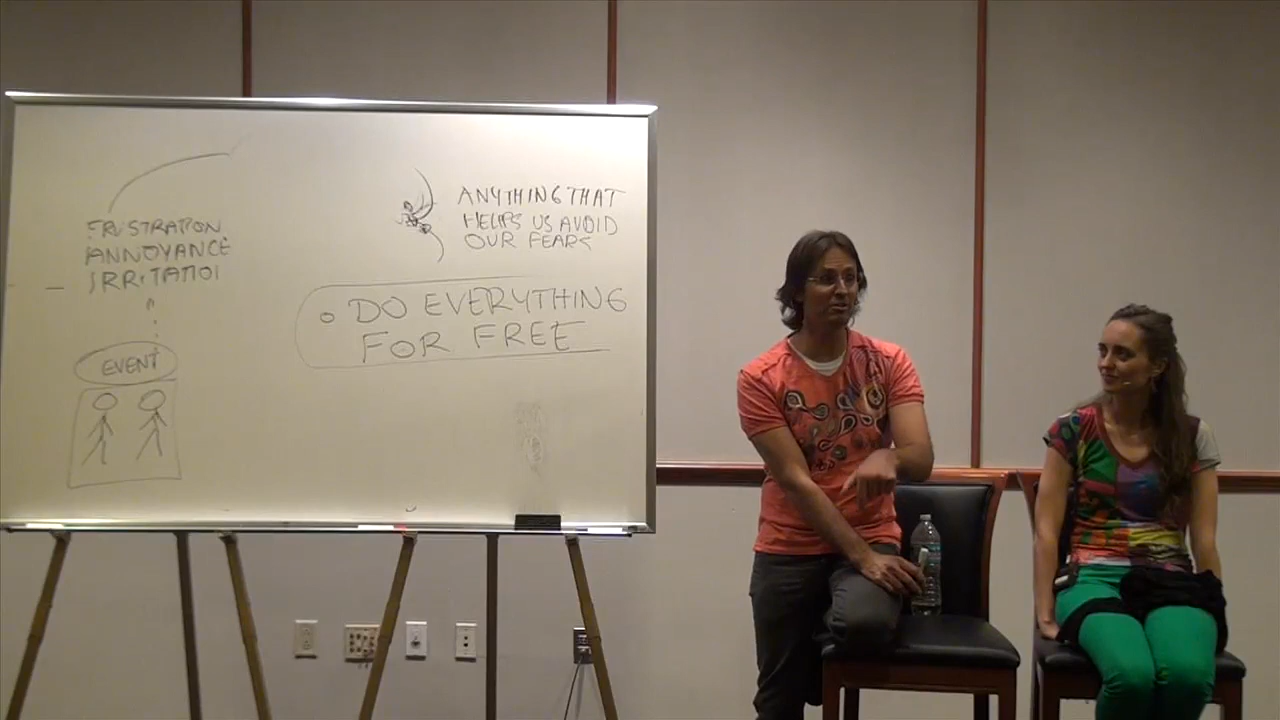 FRUSTRATION
ANNOYANCE
IRRITATION
EVENT
ANYTHING THAT
HELPS US AVOID
OUR FEARS
DO EVERYTHING
FOR FREE